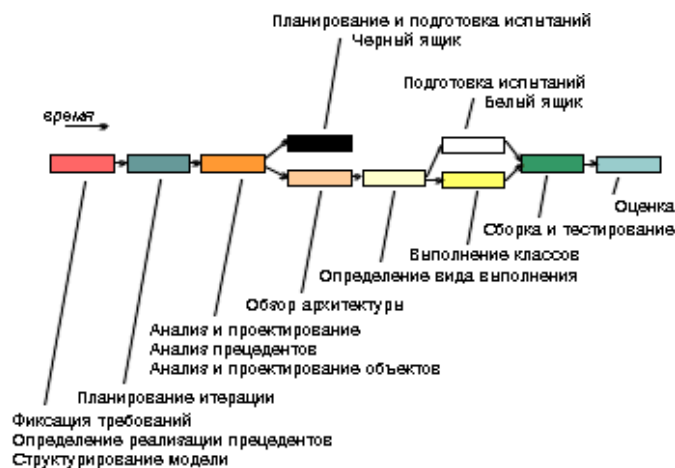 Планирование и подготовка испытаний
Черный ящик
Подготовка испытаний
Белый ящик
время
Оценка
Сборка и тестирование
Выполнение классов
Определение вида выполнения
Обзор архитектуры
Анализ и проектирование
Анализ прецедентов
Анализ и проектирование объектов
Планирование итерации
Фиксация требований
Определение реализации прецедентов
Структурирование модели